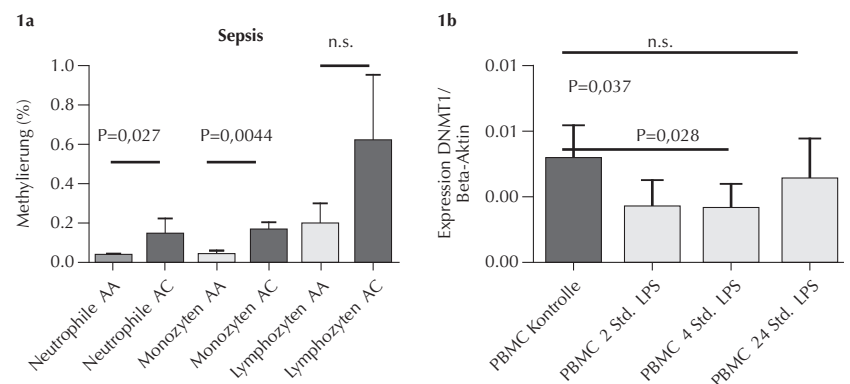 1a
Sepsis
n.s.
P=0,027
P=0,0044
Methylierung (%)
1.0
0.8
0.6
0.4
0.2
0.0
Neutrophile AA
Neutrophile AC
Monozyten AA
Monozyten AC
Lymphozyten AA
Lymphozyten AC
1b
n.s.
P=0,037
P=0,028
Expression DNMT1/
Beta-Aktin
0.01
0.01
0.00
0.00
PBMC Kontrolle
PBMC 2 Std. LPS
PBMC 4 Std. LPS
PBMC 24 Std. LPS